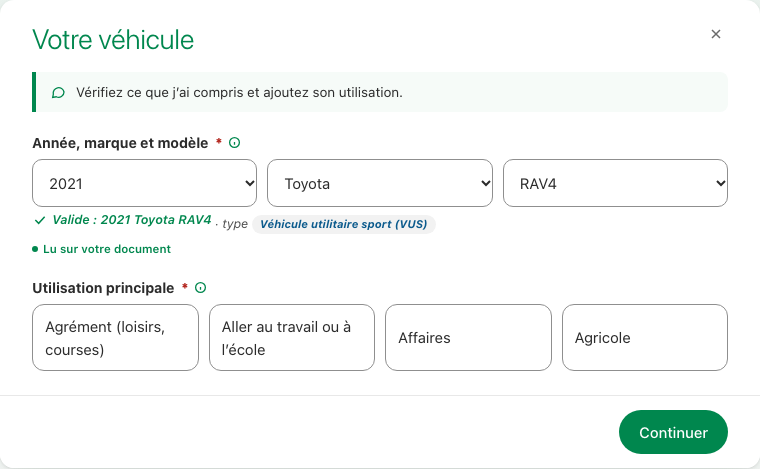 Votre véhicule
×
Vérifiez ce que j’ai compris et ajoutez son utilisation.
Année, marque et modèle *
2021 Toyota RAV4
Valide : 2021 Toyota RAV4 · type Véhicule utilitaire sport (VUS)
Lu sur votre document
Utilisation principale *
Agrément (loisirs,
courses)
Aller au travail ou à
l’école
Affaires
Agricole
Continuer